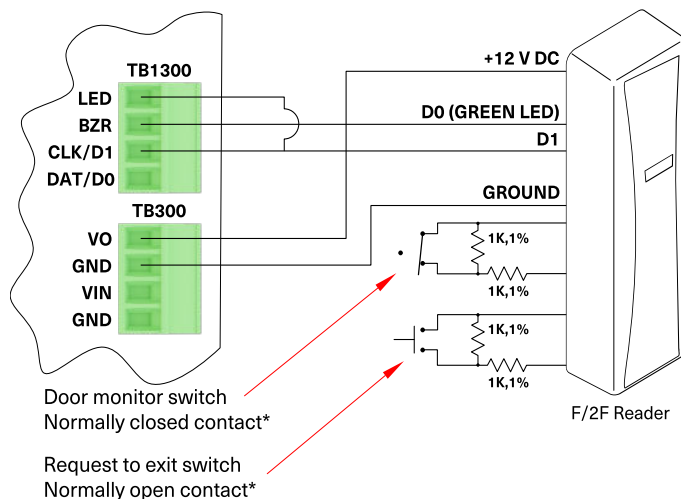 TB1300
LED
BZR
CLK/D1
DAT/D0
TB300
VO
GND
VIN
GND
+12 V DC
D0 (GREEN LED)
D1
GROUND
1K,1%
1K,1%
1K,1%
1K,1%
Door monitor switch
Normally closed contact*
Request to exit switch
Normally open contact*
F/2F Reader